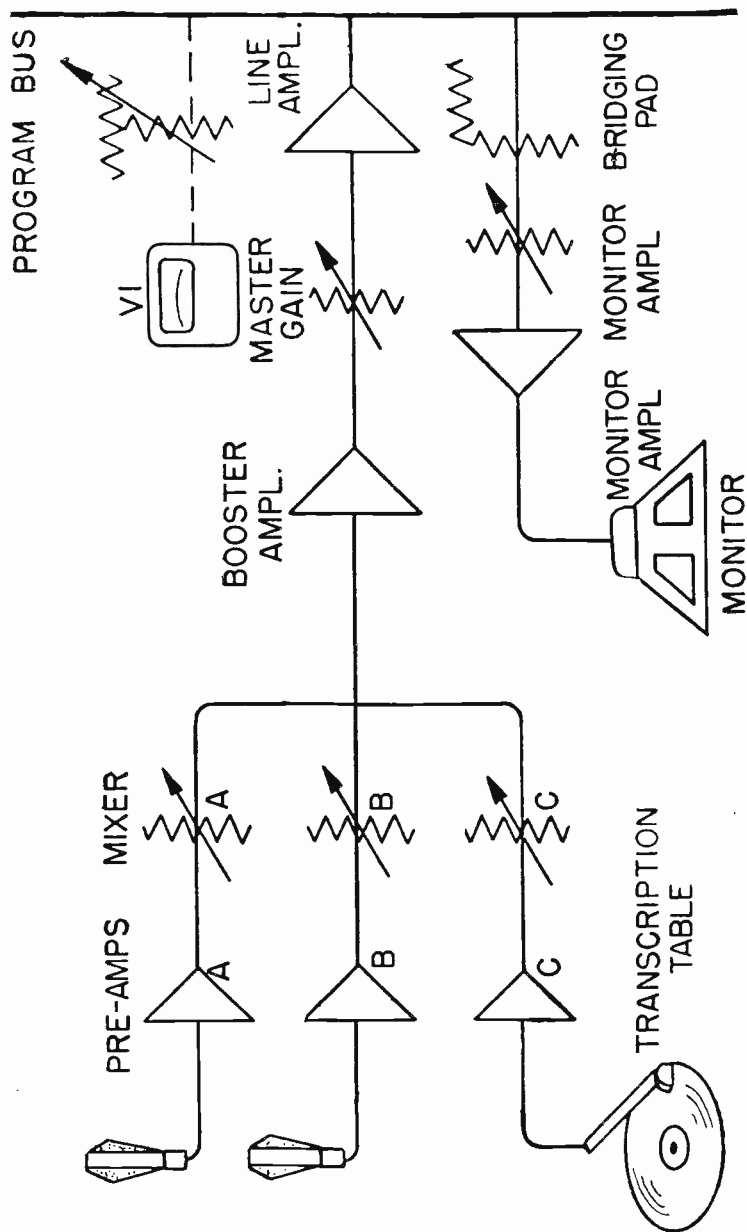 PROGRAM BUS
VI
PRE-AMPS
MIXER
A
A
BOOSTER
AMPL.
MASTER
GAIN
LINE
AMPL.
B
B
C
C
TRANSCRIPTION
TABLE
MONITOR
AMPL
MONITOR
AMPL
BRIDGING
PAD
MONITOR